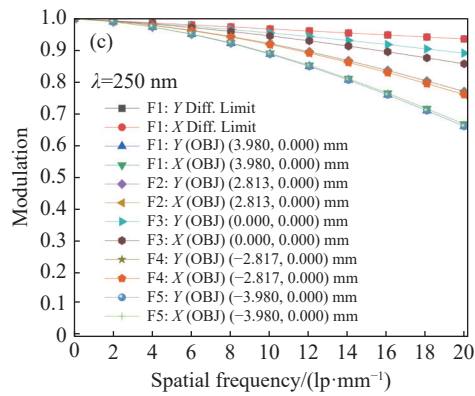 1.0
(c)
0.9
0.8
λ=250 nm
0.7
F1: Y Diff. Limit
0.6
F1: X Diff. Limit
F1: Y (OBJ) (3.980, 0.000) mm
0.5
F1: X (OBJ) (3.980, 0.000) mm
F2: Y (OBJ) (2.813, 0.000) mm
0.4
F2: X (OBJ) (2.813, 0.000) mm
F3: Y (OBJ) (0.000, 0.000) mm
0.3
F3: X (OBJ) (0.000, 0.000) mm
F4: Y (OBJ) (−2.817, 0.000) mm
0.2
F4: X (OBJ) (−2.817, 0.000) mm
0.1
F5: Y (OBJ) (−3.980, 0.000) mm
F5: X (OBJ) (−3.980, 0.000) mm
0
Modulation
0 2 4 6 8 10 12 14 16 18 20
Spatial frequency/(lp·mm⁻¹)